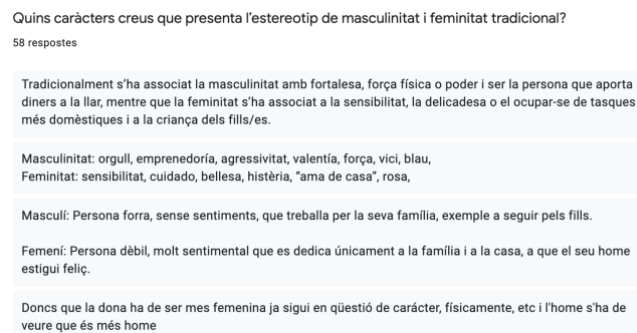 Quins caràcters creus que presenta l'estereotip de masculinitat i feminitat tradicional?
58 respostes
Tradicionalment s'ha associat la masculinitat amb fortalesa, força física o poder i ser la persona que aporta
diners a la llar, mentre que la feminitat s'ha associat a la sensibilitat, la delicadesa o el ocupar-se de tasques
més domèstiques i a la criança dels fills/es.
Masculinitat: orgull, emprenedoría, agressivitat, valentía, força, vici, blau,
Feminitat: sensibilitat, cuidado, bellesa, histèria, "ama de casa", rosa,
Masculí: Persona forra, sense sentiments, que treballa per la seva família, exemple a seguir pels fills.
Femení: Persona dèbil, molt sentimental que es dedica únicament a la família i a la casa, a que el seu home
estigui feliç.
Doncs que la dona ha de ser mes femenina ja sigui en qüestió de carácter, físicamente, etc i l'home s'ha de
veure que és més home